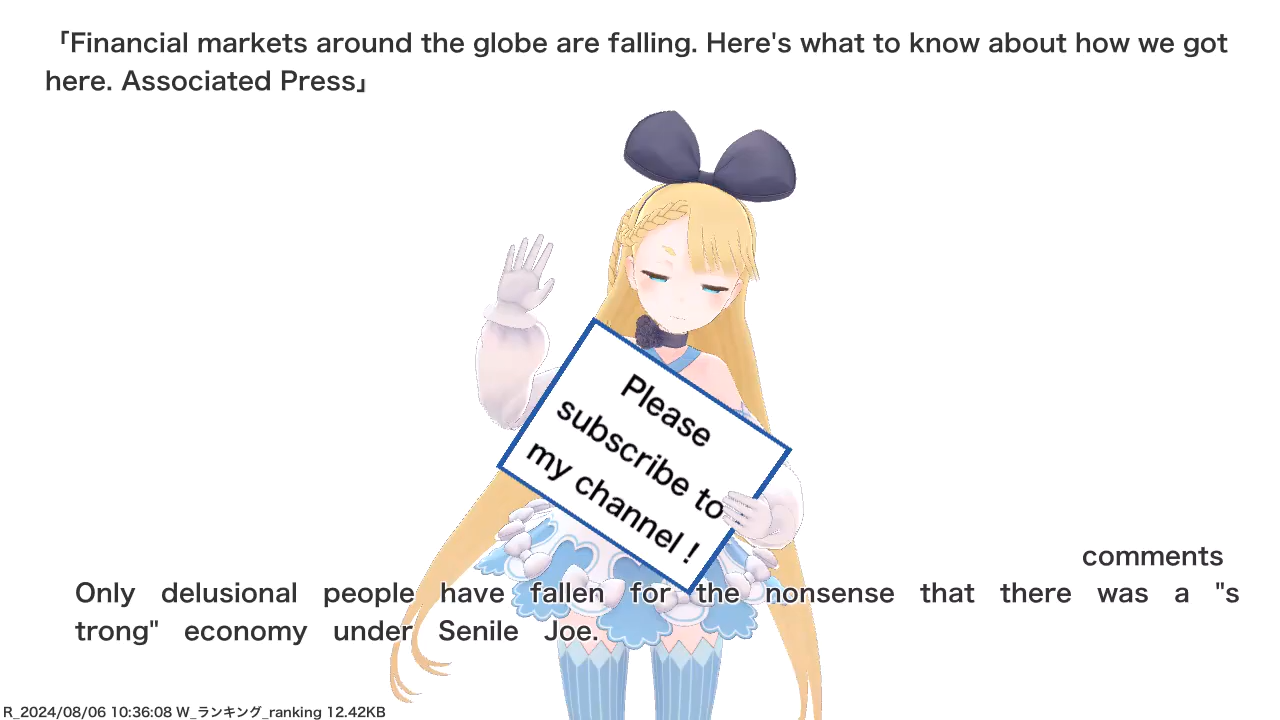 「Financial markets around the globe are falling. Here's what to know about how we got
here. Associated Press」
Please
subscribe to
my channel !
comments
Only delusional people have fallen for the nonsense that there was a "s
trong" economy under Senile Joe.
R_2024/08/06 10:36:08 W_ランキング_ranking 12.42KB